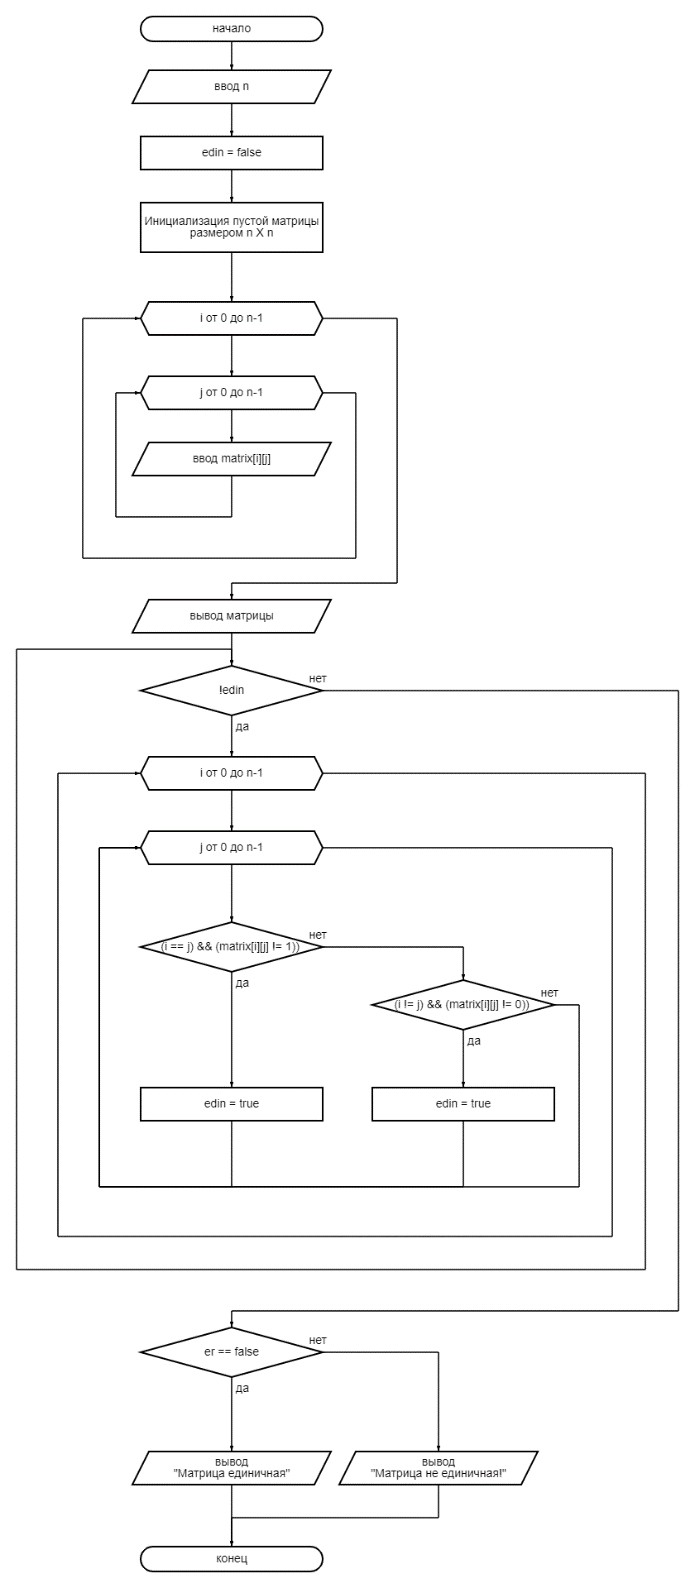 начало
ввод n
edin = false
Инициализация пустой матрицы
размером n X n
i от 0 до n-1
j от 0 до n-1
ввод matrix[i][j]
вывод матрицы
!edin
нет
да
i от 0 до n-1
j от 0 до n-1
(i == j) && (matrix[i][j] != 1))
нет
да
(i != j) && (matrix[i][j] != 0))
нет
да
edin = true
edin = true
er == false
нет
да
вывод
"Матрица единичная"
вывод
"Матрица не единичная!"
конец